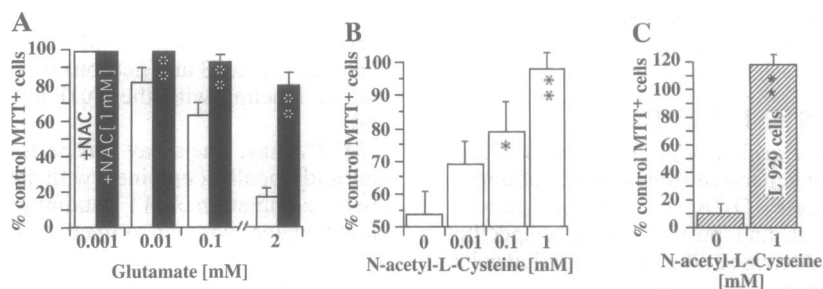 A
% control MTT+ cells
100
80
60
40
20
0
+NAC
+NAC[1mM]
**
**
**
0.001 0.01 0.1 2
Glutamate [mM]
B
% control MTT+ cells
100
90
80
70
60
50
*
**
0 0.01 0.1 1
N-acetyl-L-Cysteine [mM]
C
% control MTT+ cells
120
100
80
60
40
20
0
**
L 929 cells
0 1
N-acetyl-L-Cysteine
[mM]